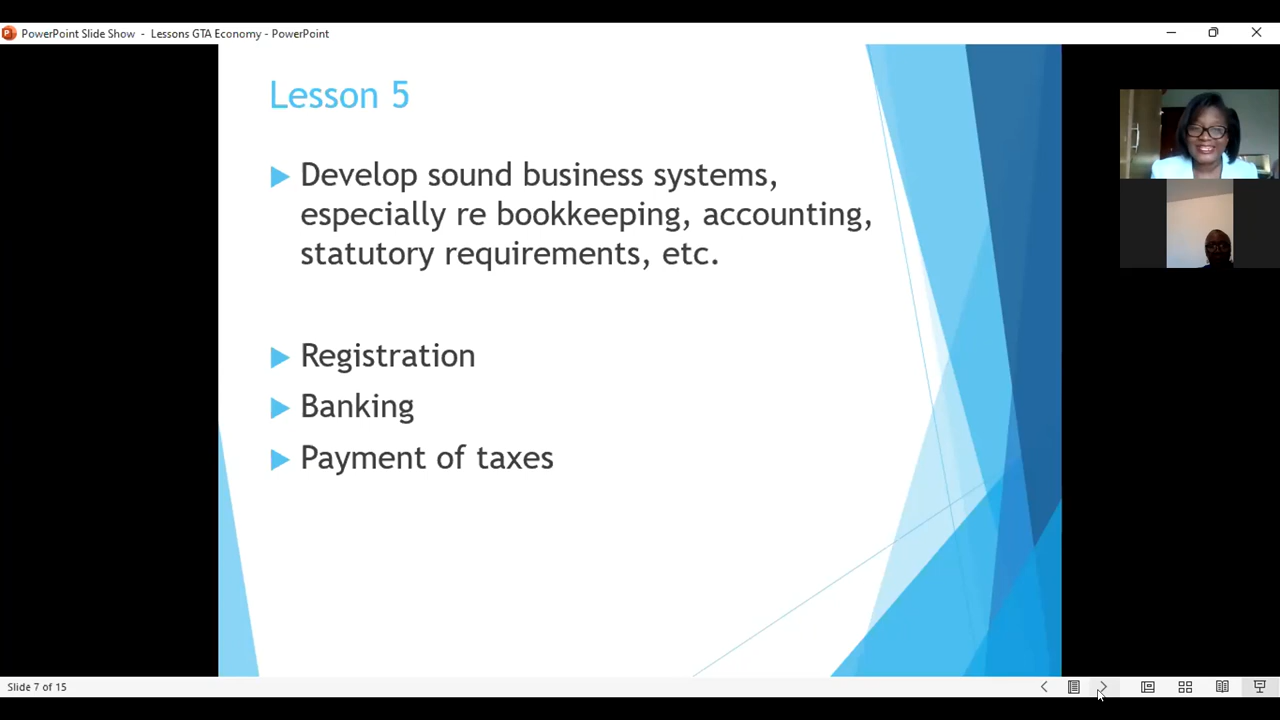 PowerPoint Slide Show - Lessons GTA Economy - PowerPoint
Lesson 5
Develop sound business systems,
especially re bookkeeping, accounting,
statutory requirements, etc.
Registration
Banking
Payment of taxes
Slide 7 of 15